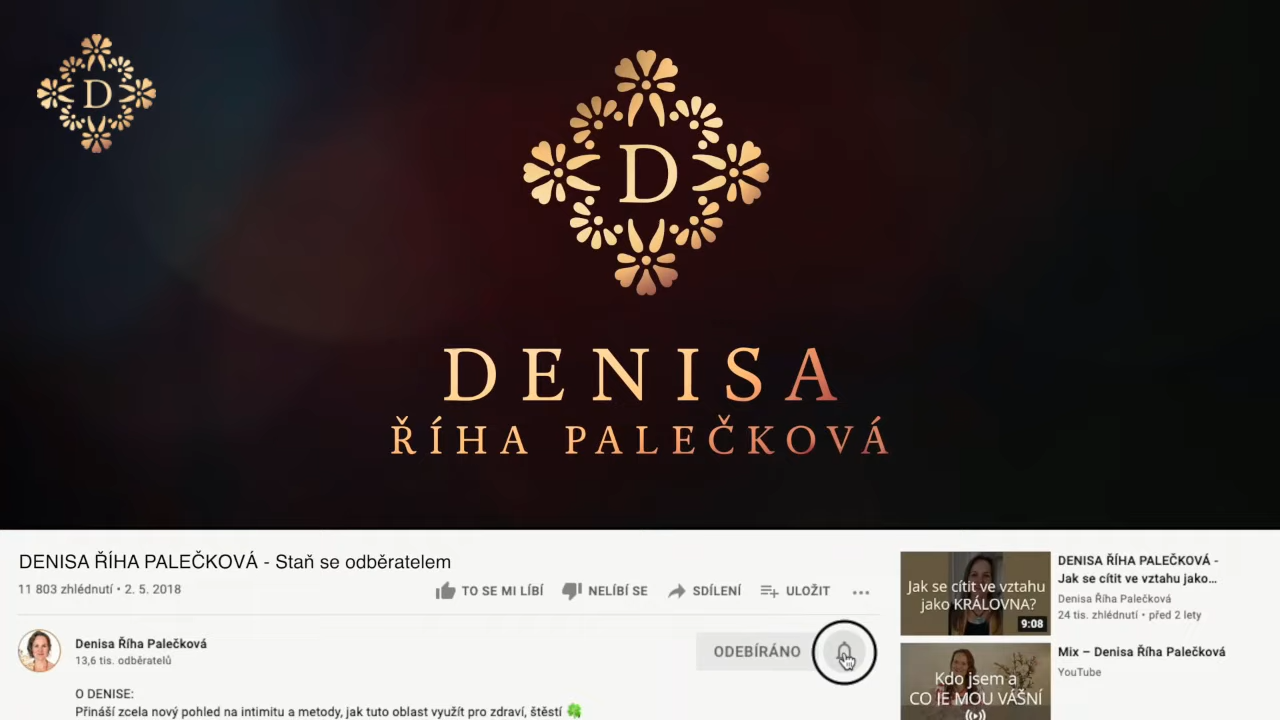 D
D
DENISA
ŘÍHA PALEČKOVÁ
DENISA ŘÍHA PALEČKOVÁ - Staň se odběratelem
11 803 zhlédnutí • 2. 5. 2018
TO SE MI LÍBÍ
NELÍBÍ SE
SDÍLENÍ
ULOŽIT
Denisa Říha Palečková
13,6 tis. odběratelů
ODEBÍRÁNO
O DENISE:
Přináší zcela nový pohled na intimitu a metody, jak tuto oblast využít pro zdraví, štěstí 🍀
Jak se cítit ve vztahu
jako KRÁLOVNA?
9:08
DENISA ŘÍHA PALEČKOVÁ -
Jak se cítit ve vztahu jako...
Denisa Říha Palečková
24 tis. zhlédnutí • před 2 lety
Kdo jsem a
CO JE MOU VÁŠNÍ
Mix – Denisa Říha Palečková
YouTube